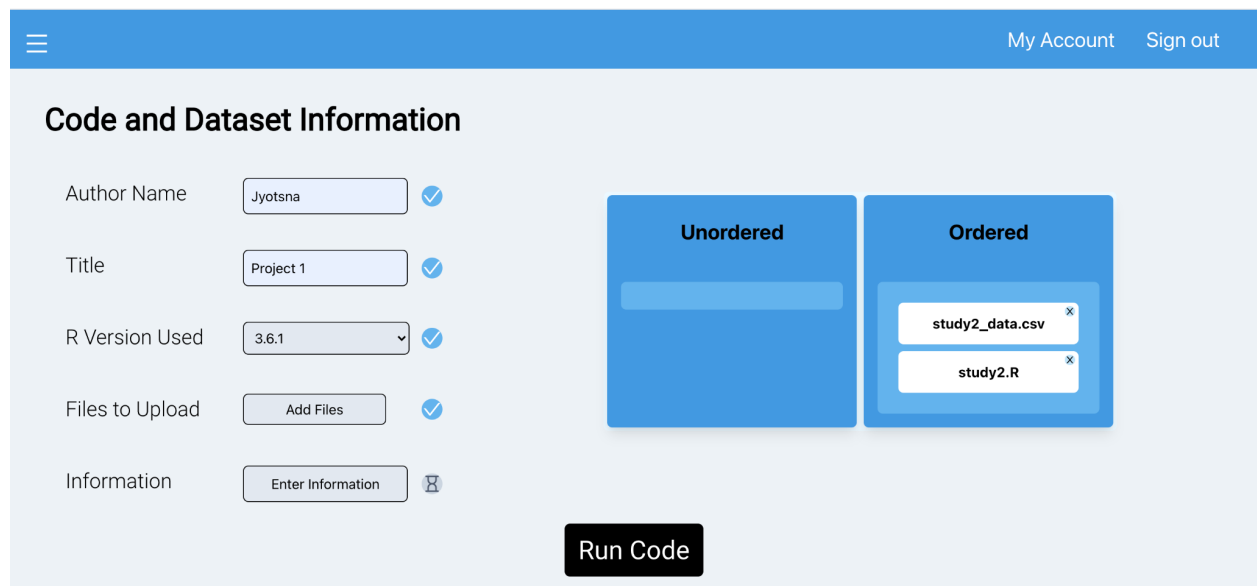 My Account Sign out
Code and Dataset Information
Author Name Jyotsna
Title Project 1
R Version Used 3.6.1
Files to Upload Add Files
Information Enter Information
Unordered
Ordered
study2_data.csv x
study2.R x
Run Code